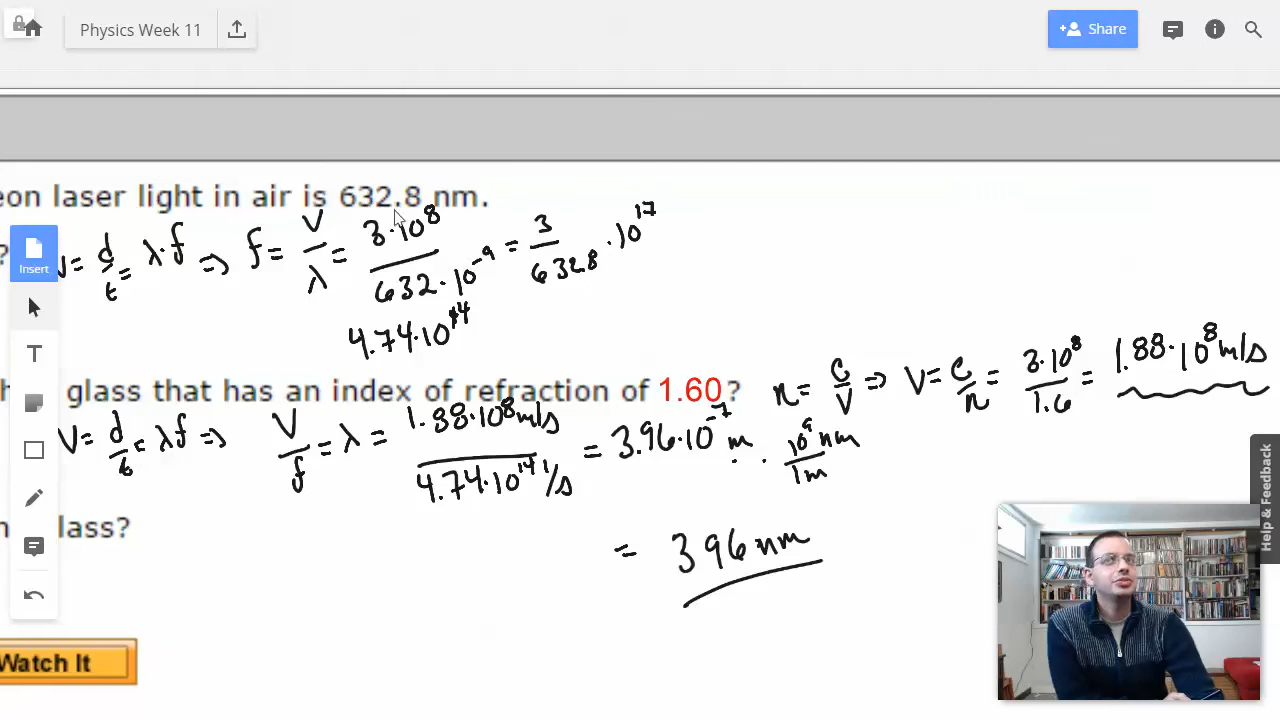 Physics Week 11
Share
eon laser light in air is 632.8 nm.
?
V = d/t = λ·f ⇒ f = V/λ = 3·10^8 / 632·10^-9 = 3/632.8 · 10^17
4.74·10^14
Insert
T
h glass that has an index of refraction of 1.60?
n = c/V ⇒ V = c/n = 3·10^8 / 1.6 = 1.88·10^8 m/s
V = d/t = λf ⇒ V/f = λ = 1.88·10^8 m/s / 4.74·10^14 1/s = 3.96·10^-7 m · 10^9 nm / 1m
lass?
= 396 nm
Watch It
Help & Feedback